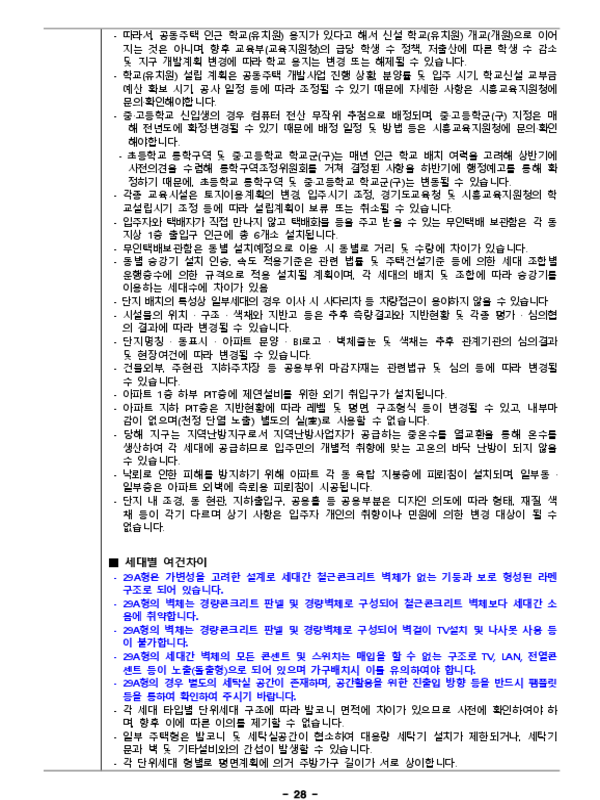 - 따라서, 공동주택 인근 학교(유치원) 용지가 있다고 해서 신설 학교(유치원) 개교(개원)으로 이어
지는 것은 아니며, 향후 교육부(교육지원청)의 급당 학생 수 정책, 저출산에 따른 학생 수 감소
및 지구 개발계획 변경에 따라 학교 용지는 변경 또는 해제될 수 있습니다.
- 학교(유치원) 설립 계획은 공동주택 개발사업 진행 상황, 분양률 및 입주 시기, 학교신설 교부금
예산 확보 시기, 공사 일정 등에 따라 조정될 수 있기 때문에 자세한 사항은 시흥교육지원청에
문의·확인해야합니다.
- 중·고등학교 신입생의 경우 컴퓨터 전산 무작위 추첨으로 배정되며, 중·고등학군(구) 지정은 매
해 전년도에 확정·변경될 수 있기 때문에 배정 일정 및 방법 등은 시흥교육지원청에 문의·확인
해야합니다.
- 초등학교 통학구역 및 중·고등학교 학교군(구)는 매년 인근 학교 배치 여력을 고려해 상반기에
사전의견을 수렴해 통학구역조정위원회를 거쳐 결정된 사항을 하반기에 행정예고를 통해 확
정하기 때문에, 초등학교 통학구역 및 중·고등학교 학교군(구)는 변동될 수 있습니다.
- 각종 교육시설은 토지이용계획의 변경, 입주시기 조정, 경기도교육청 및 시흥교육지원청의 학
교설립시기 조정 등에 따라 설립계획이 보류 또는 취소될 수 있습니다.
- 입주자와 택배자가 직접 만나지 않고 택배화물 등을 주고 받을 수 있는 무인택배 보관함은 각 동
지상 1층 출입구 인근에 총 6개소 설치됩니다.
- 무인택배보관함은 동별 설치예정으로 이용 시 동별로 거리 및 수량에 차이가 있습니다.
- 동별 승강기 설치 인승, 속도 적용기준은 관련 법률 및 주택건설기준 등에 의한 세대 조합별
운행층수에 의한 규격으로 적용 설치될 계획이며, 각 세대의 배치 및 조합에 따라 승강기를
이용하는 세대수에 차이가 있음
- 단지 배치의 특성상 일부세대의 경우 이사 시 사다리차 등 차량접근이 용이하지 않을 수 있습니다
- 시설물의 위치·구조·색채와 지반고 등은 추후 측량결과와 지반현황 및 각종 평가·심의협
의 결과에 따라 변경될 수 있습니다.
- 단지명칭·동표시·아파트 문양·BI로고·벽체줄눈 및 색채는 추후 관계기관의 심의결과
및 현장여건에 따라 변경될 수 있습니다.
- 건물외부, 주현관, 지하주차장 등 공용부위 마감자재는 관련법규 및 심의 등에 따라 변경될
수 있습니다.
- 아파트 1층 하부 PIT층에 제연설비를 위한 외기 취입구가 설치됩니다.
- 아파트 지하 PIT층은 지반현황에 따라 레벨 및 평면, 구조형식 등이 변경될 수 있고, 내부마
감이 없으며(천정 단열 노출) 별도의 실(室)로 사용할 수 없습니다.
- 당해 지구는 지역난방지구로서 지역난방사업자가 공급하는 중온수를 열교환을 통해 온수를
생산하여 각 세대에 공급하므로 입주민의 개별적 취향에 맞는 고온의 바닥 난방이 되지 않을
수 있습니다.
- 낙뢰로 인한 피해를 방지하기 위해 아파트 각 동 옥탑 지붕층에 피뢰침이 설치되며, 일부동·
일부층은 아파트 외벽에 측뢰용 피뢰침이 시공됩니다.
- 단지 내 조경, 동 현관, 지하출입구, 공용홀 등 공용부분은 디자인 의도에 따라 형태, 재질, 색
채 등이 각기 다르며 상기 사항은 입주자 개인의 취향이나 민원에 의한 변경 대상이 될 수
없습니다.
■ 세대별 여건차이
- 29A형은 가변성을 고려한 설계로 세대간 철근콘크리트 벽체가 없는 기둥과 보로 형성된 라멘
구조로 되어 있습니다.
- 29A형의 벽체는 경량콘크리트 판넬 및 경량벽체로 구성되어 철근콘크리트 벽체보다 세대간 소
음에 취약합니다.
- 29A형의 벽체는 경량콘크리트 판넬 및 경량벽체로 구성되어 벽걸이 TV설치 및 나사못 사용 등
이 불가합니다.
- 29A형의 세대간 벽체의 모든 콘센트 및 스위치는 매입을 할 수 없는 구조로 TV, LAN, 전열콘
센트 등이 노출(돌출형)으로 되어 있으며 가구배치시 이를 유의하여야 합니다.
- 29A형의 경우 별도의 세탁실 공간이 존재하며, 공간활용을 위한 진출입 방향 등을 반드시 팸플릿
등을 통하여 확인하여 주시기 바랍니다.
- 각 세대 타입별 단위세대 구조에 따라 발코니 면적에 차이가 있으므로 사전에 확인하여야 하
며, 향후 이에 따른 이의를 제기할 수 없습니다.
- 일부 주택형은 발코니 및 세탁실공간이 협소하여 대용량 세탁기 설치가 제한되거나, 세탁기
문과 벽 및 기타설비와의 간섭이 발생할 수 있습니다.
- 각 단위세대 형별로 평면계획에 의거 주방가구 길이가 서로 상이합니다.
- 28 -